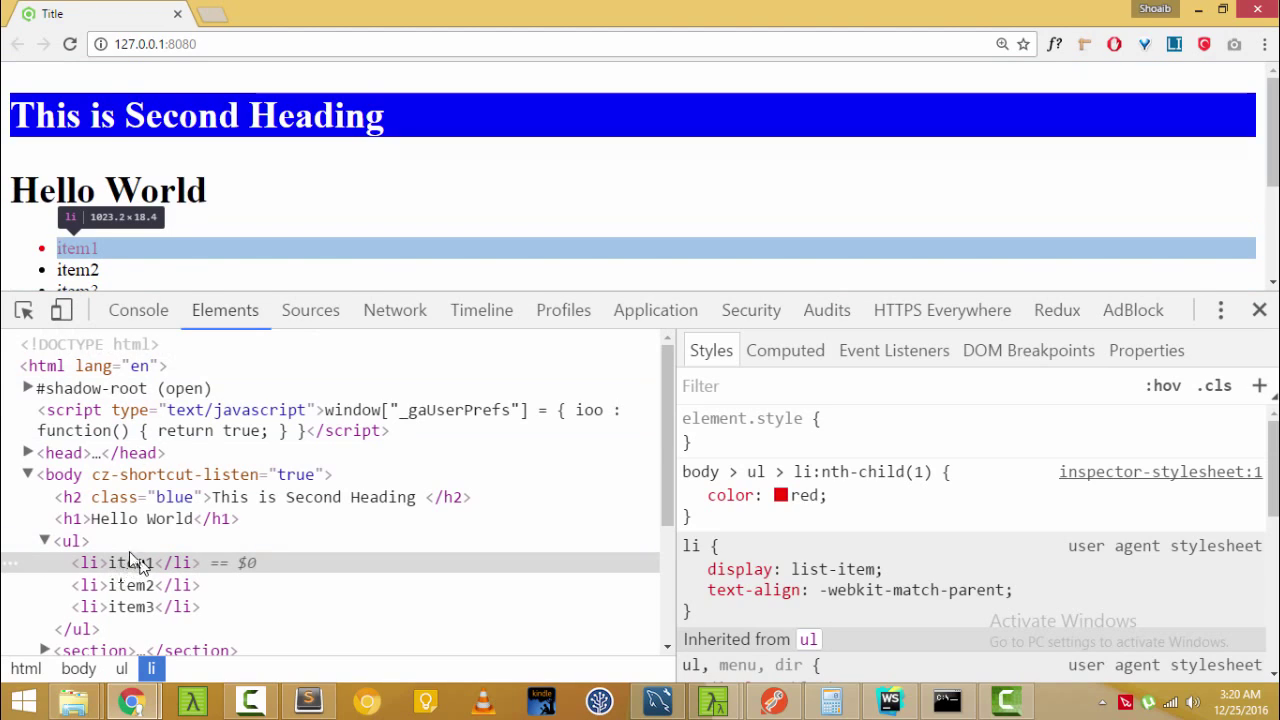 Title
Shoaib
127.0.0.1:8080
f?
LI
This is Second Heading
Hello World
li 1023.2×18.4
item1
item2
Console Elements Sources Network Timeline Profiles Application Security Audits HTTPS Everywhere Redux AdBlock
<!DOCTYPE html>
<html lang="en">
#shadow-root (open)
<script type="text/javascript">window["_gaUserPrefs"] = { ioo :
function() { return true; } }</script>
<head>…</head>
<body cz-shortcut-listen="true">
<h2 class="blue">This is Second Heading </h2>
<h1>Hello World</h1>
<ul>
<li>item1</li> == $0
<li>item2</li>
<li>item3</li>
</ul>
<section>…</section>
html body ul li
Styles Computed Event Listeners DOM Breakpoints Properties
Filter :hov .cls +
element.style {
}
body > ul > li:nth-child(1) { inspector-stylesheet:1
color: red;
}
li { user agent stylesheet
display: list-item;
text-align: -webkit-match-parent;
}
Activate Windows
Go to PC settings to activate Windows.
Inherited from ul
ul, menu, dir { user agent stylesheet
kindle
WS
3:20 AM
12/25/2016